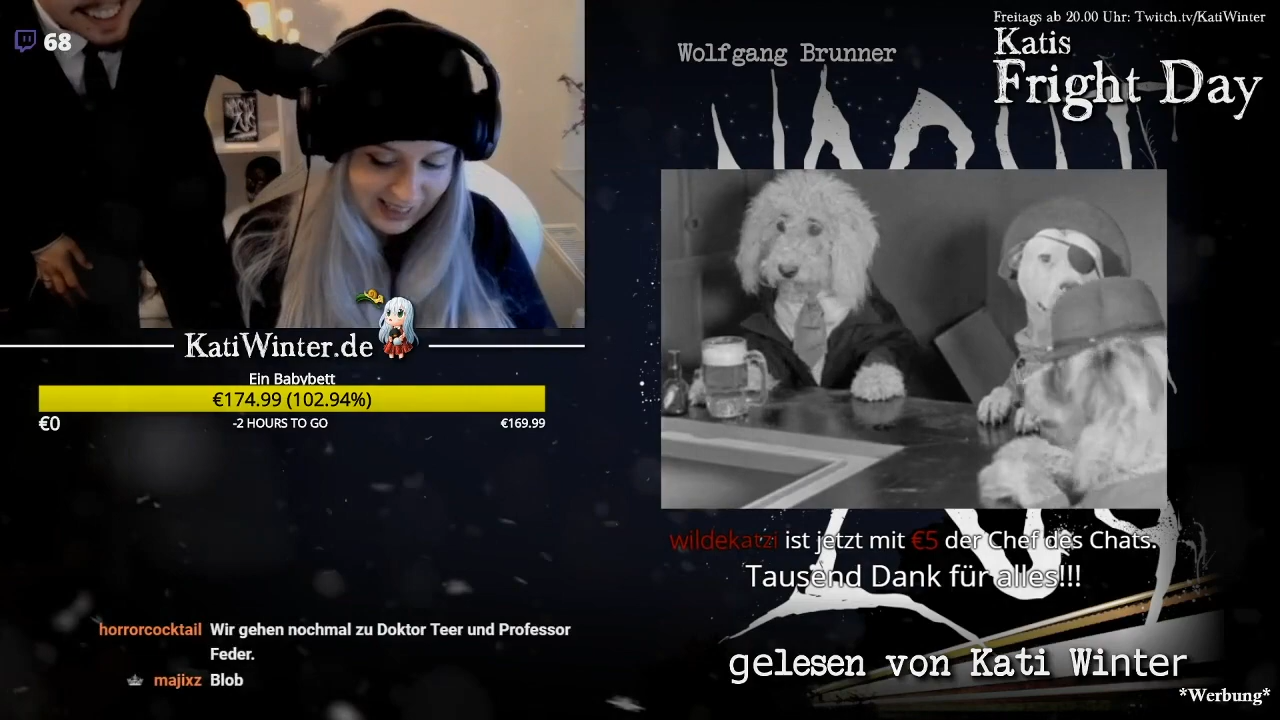 68
Freitags ab 20.00 Uhr: Twitch.tv/KatiWinter
Katis
Fright Day
Wolfgang Brunner
NACHT
ZUG
KatiWinter.de
Ein Babybett
€174.99 (102.94%)
€0
-2 HOURS TO GO
€169.99
wildekatzi ist jetzt mit €5 der Chef des Chats.
Tausend Dank für alles!!!
horrorcocktail Wir gehen nochmal zu Doktor Teer und Professor
Feder.
majixz Blob
gelesen von Kati Winter
*Werbung*